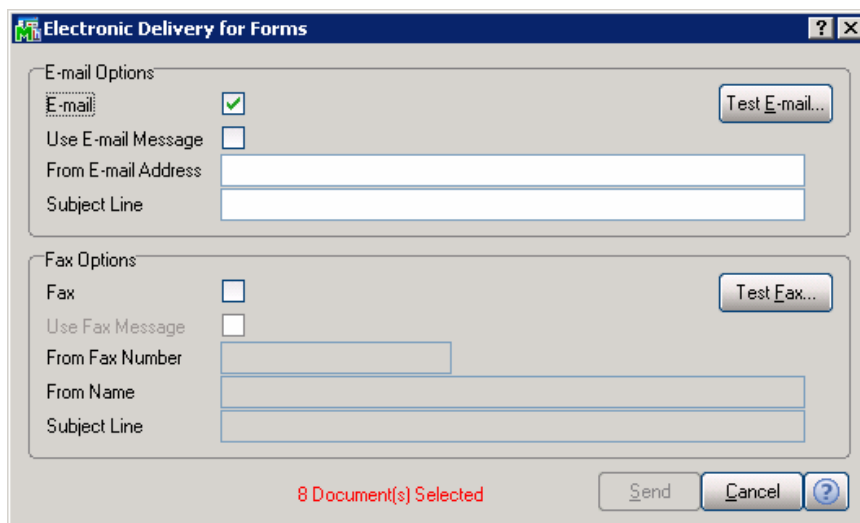 Electronic Delivery for Forms
E-mail Options
E-mail
Test E-mail...
Use E-mail Message
From E-mail Address
Subject Line
Fax Options
Fax
Test Fax...
Use Fax Message
From Fax Number
From Name
Subject Line
8 Document(s) Selected
Send
Cancel